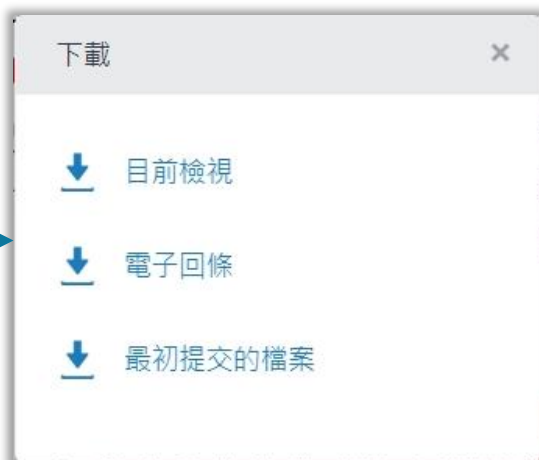 下載
目前檢視
電子回條
最初提交的檔案